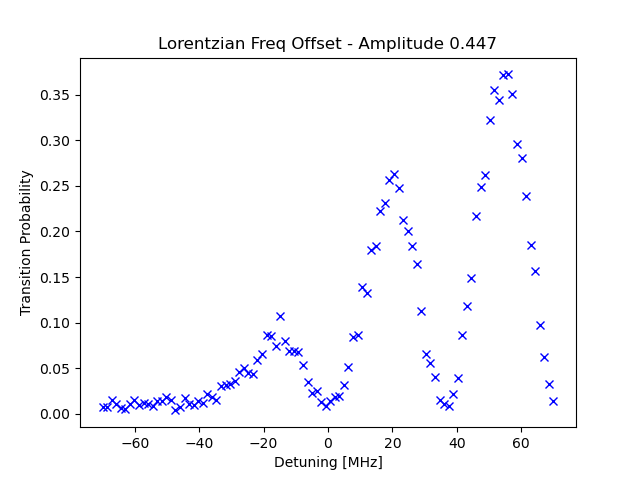 Lorentzian Freq Offset - Amplitude 0.447
Transition Probability
0.35
0.30
0.25
0.20
0.15
0.10
0.05
0.00
−60 −40 −20 0 20 40 60
Detuning [MHz]